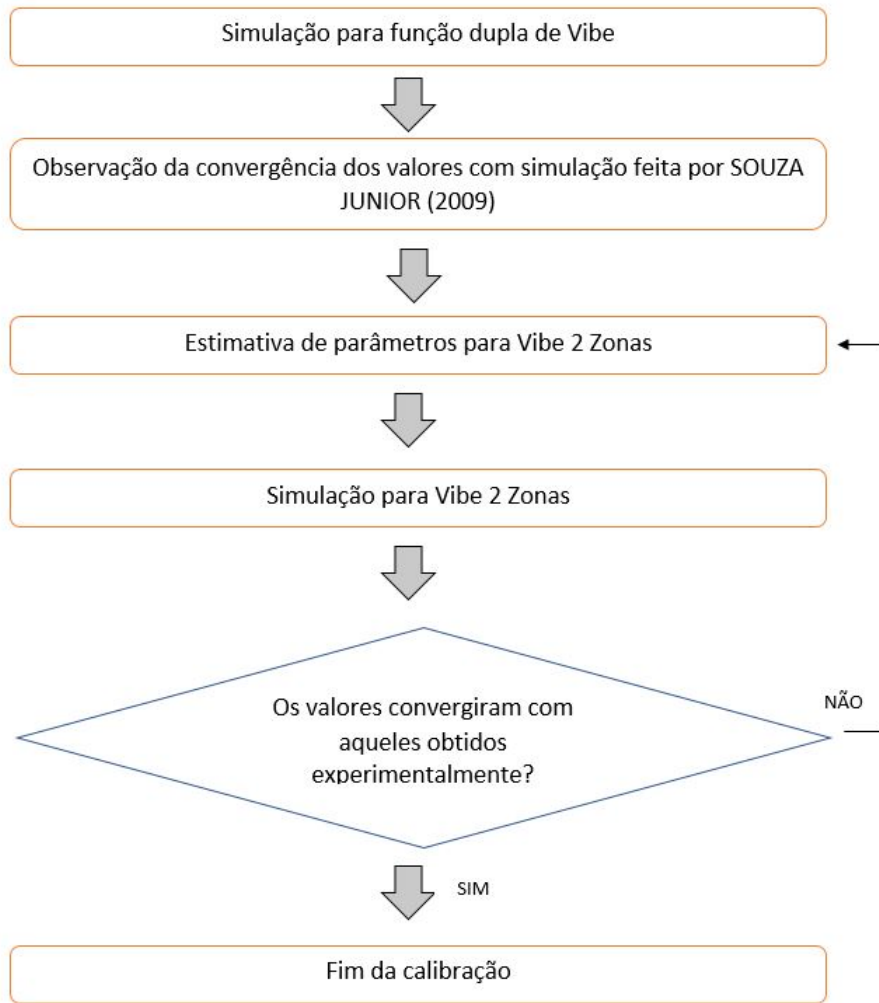 Simulação para função dupla de Vibe
Observação da convergência dos valores com simulação feita por SOUZA
JUNIOR (2009)
Estimativa de parâmetros para Vibe 2 Zonas
Simulação para Vibe 2 Zonas
Os valores convergiram com
aqueles obtidos
experimentalmente?
NÃO
SIM
Fim da calibração